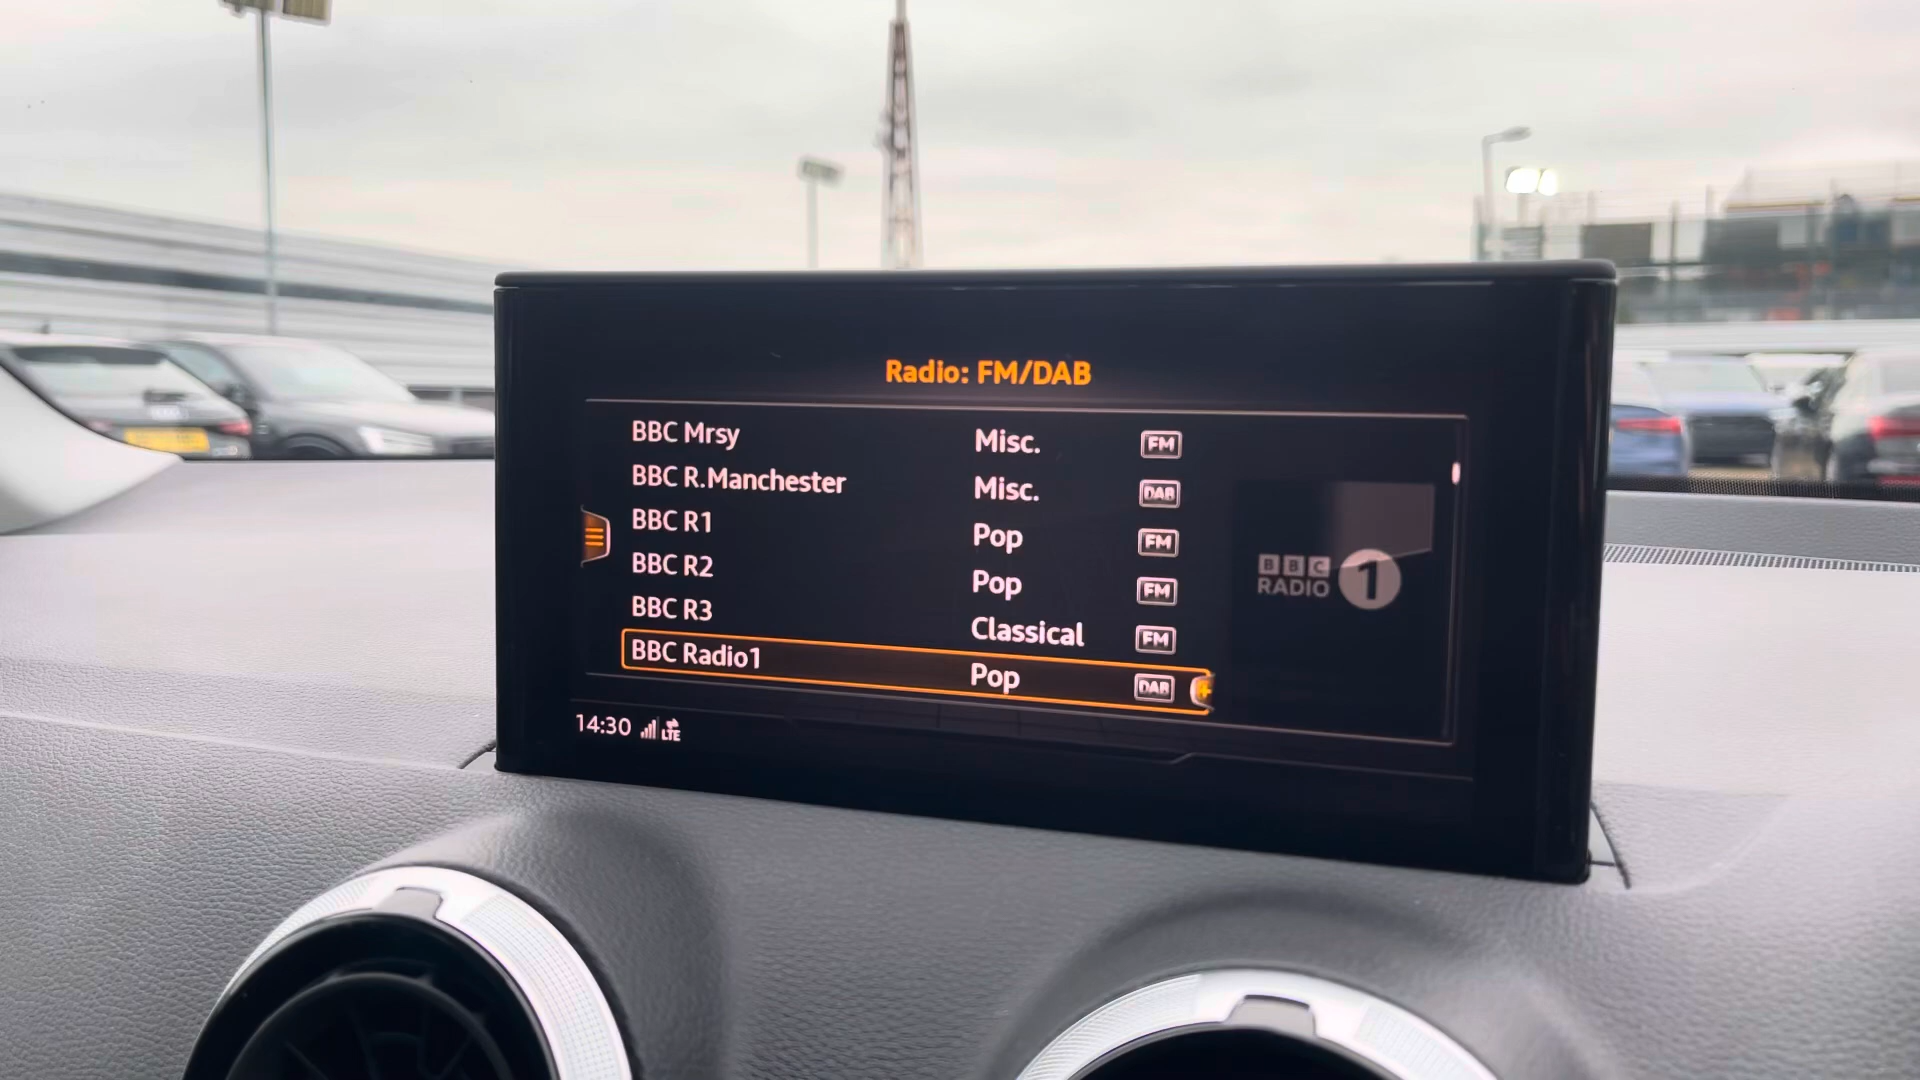 Radio: FM/DAB
BBC Mrsy Misc. FM
BBC R.Manchester Misc. DAB
BBC R1 Pop FM
BBC R2 Pop FM
BBC R3 Classical FM
BBC Radio1 Pop DAB
BBC
RADIO 1
14:30 LTE